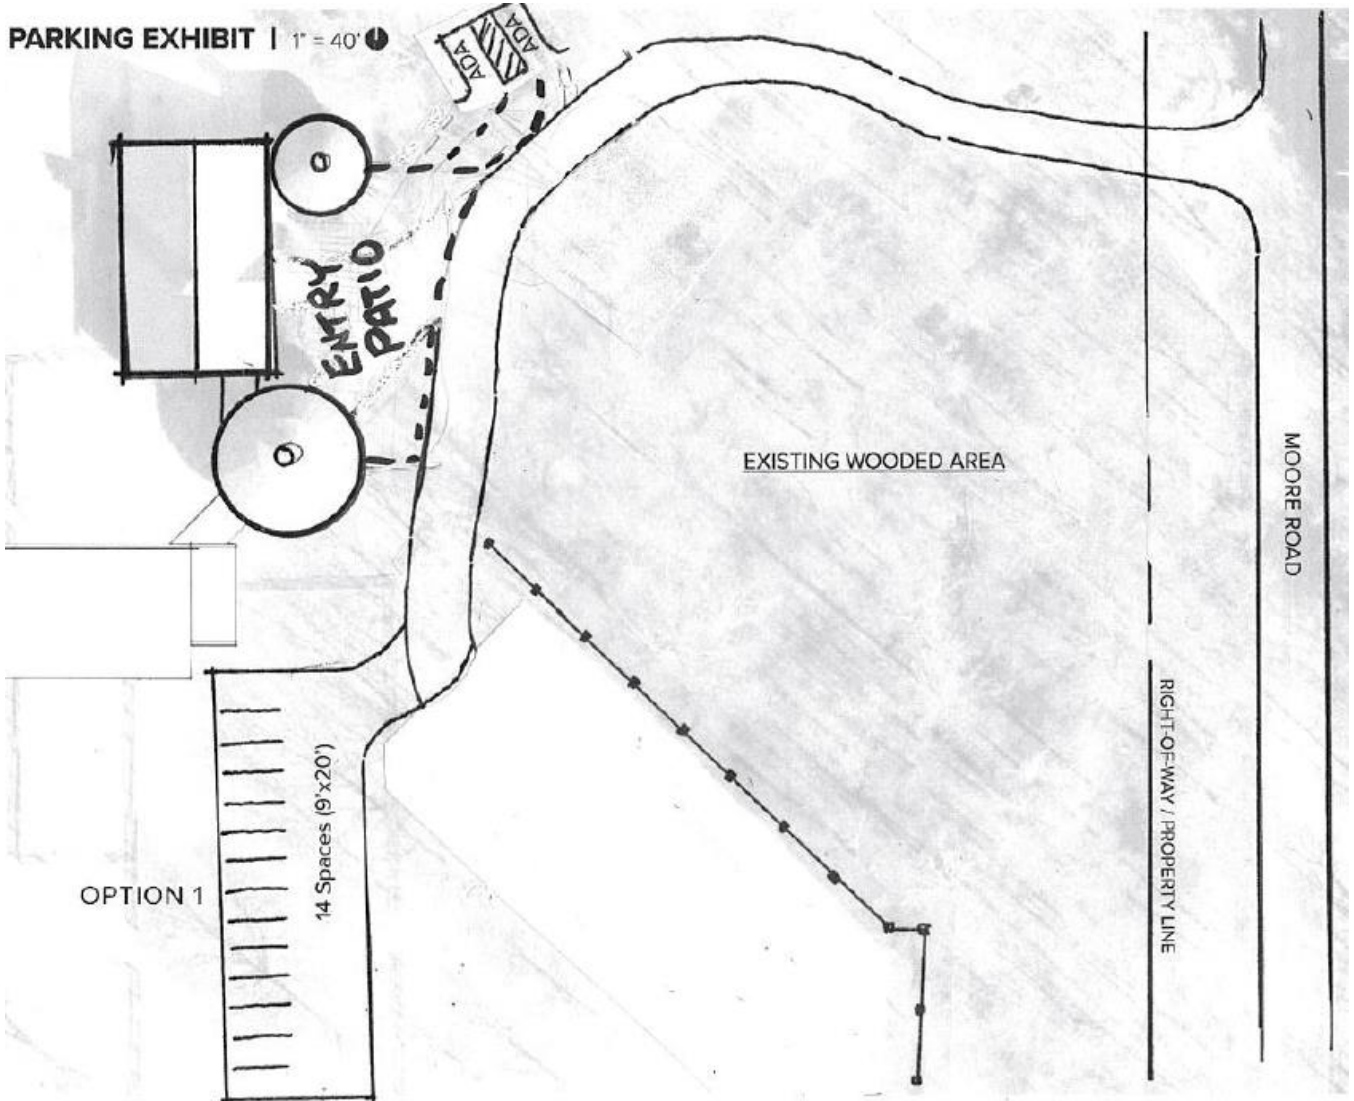 PARKING EXHIBIT | 1" = 40'
ADA
ADA
ENTRY
PATIO
EXISTING WOODED AREA
MOORE ROAD
RIGHT-OF-WAY / PROPERTY LINE
14 Spaces (9'x20')
OPTION 1